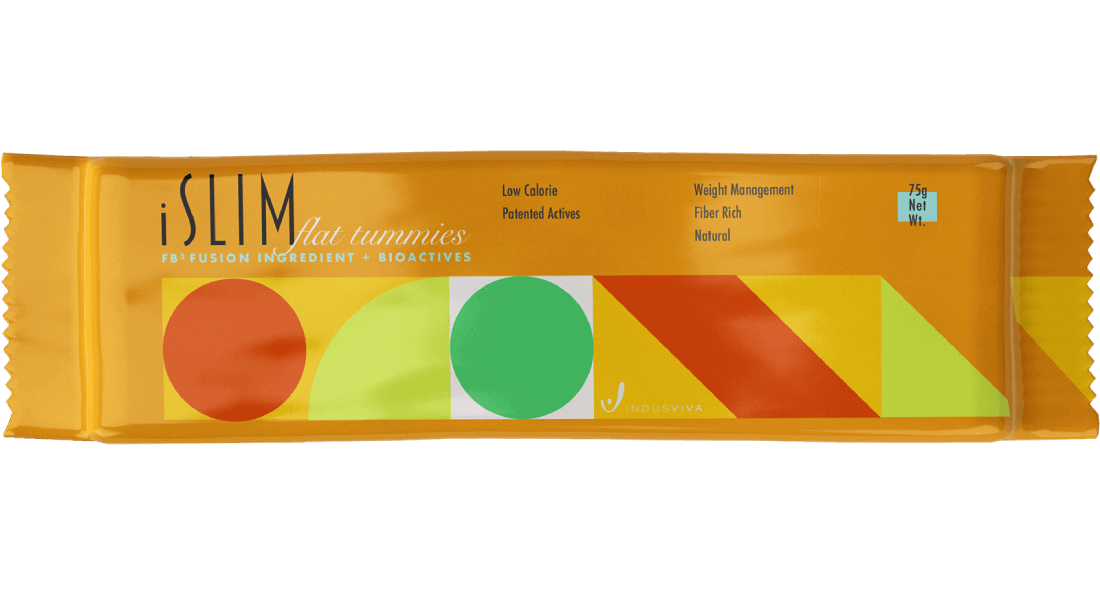 iSLIM
flat tummies
FB³ FUSION INGREDIENT + BIOACTIVES
Low Calorie
Patented Actives
Weight Management
Fiber Rich
Natural
75g
Net
Wt.
INDUSVIVA